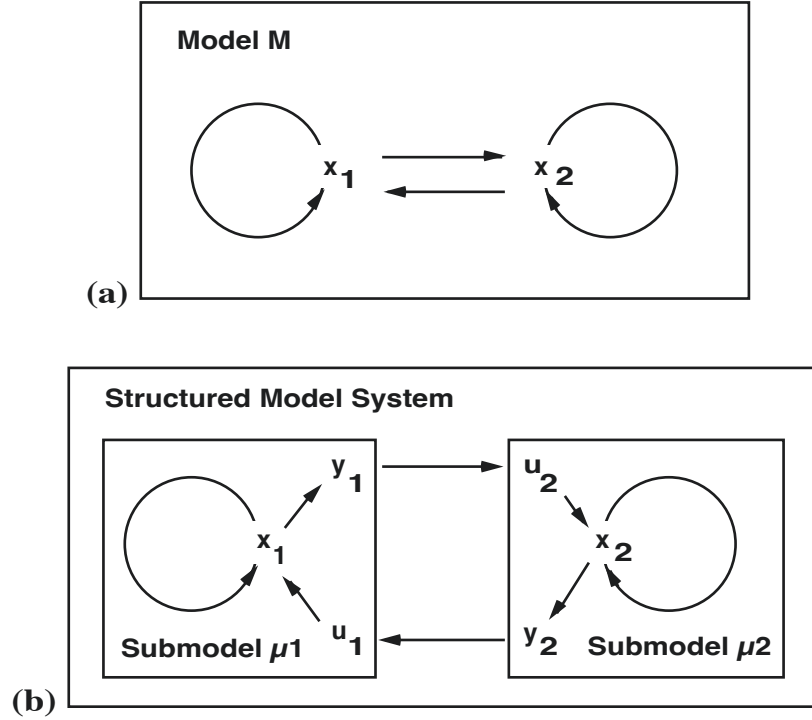 Model M
x1 x2
(a)
Structured Model System
y1 u2
x1 x2
u1 y2
Submodel µ1 Submodel µ2
(b)